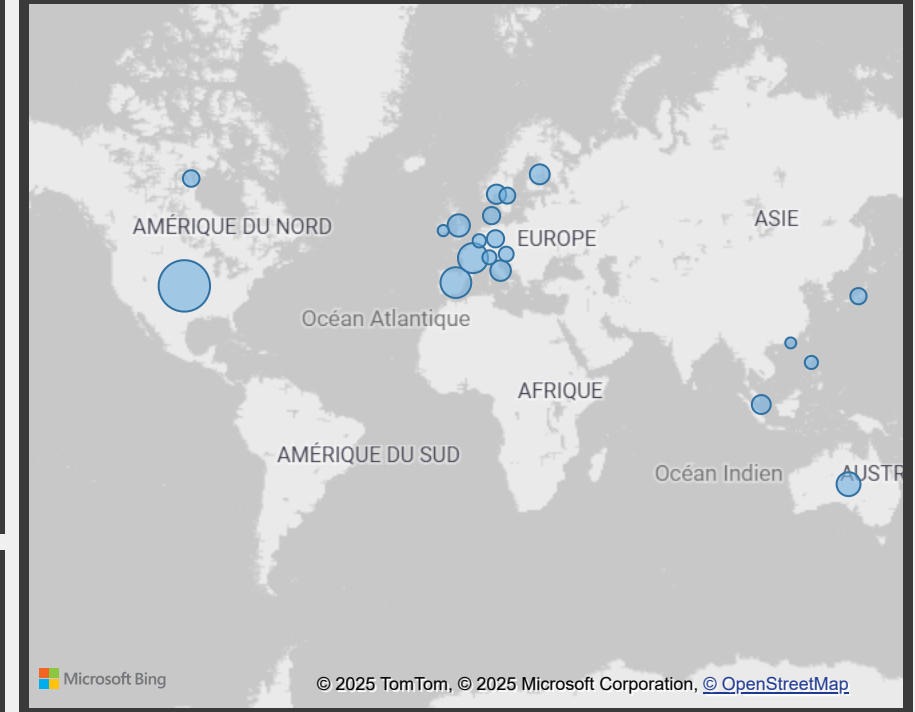 AMÉRIQUE DU NORD
ASIE
EUROPE
Océan Atlantique
AFRIQUE
AMÉRIQUE DU SUD
Océan Indien
AUSTR
Microsoft Bing
© 2025 TomTom, © 2025 Microsoft Corporation, © OpenStreetMap